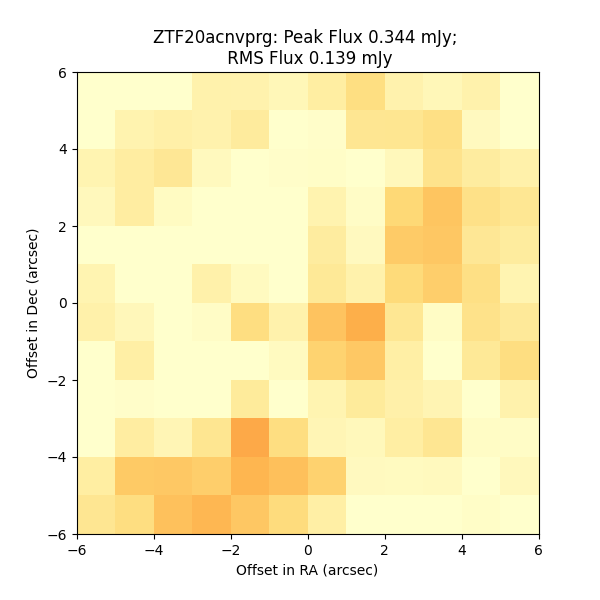 ZTF20acnvprg: Peak Flux 0.344 mJy;
RMS Flux 0.139 mJy
6
4
2
0
−2
−4
−6
Offset in Dec (arcsec)
−6 −4 −2 0 2 4 6
Offset in RA (arcsec)